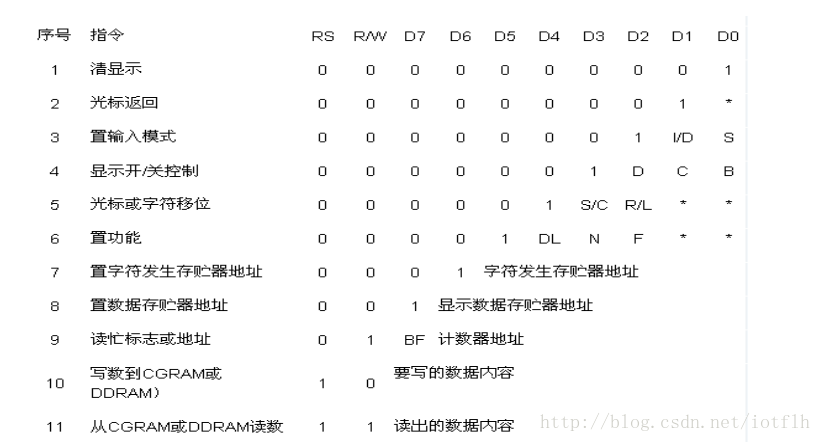 序号 指令 RS R/W D7 D6 D5 D4 D3 D2 D1 D0
1 清显示 0 0 0 0 0 0 0 0 0 1
2 光标返回 0 0 0 0 0 0 0 0 1 *
3 置输入模式 0 0 0 0 0 0 0 1 I/D S
4 显示开/关控制 0 0 0 0 0 0 1 D C B
5 光标或字符移位 0 0 0 0 0 1 S/C R/L * *
6 置功能 0 0 0 0 1 DL N F * *
7 置字符发生存贮器地址 0 0 0 1 字符发生存贮器地址
8 置数据存贮器地址 0 0 1 显示数据存贮器地址
9 读忙标志或地址 0 1 BF 计数器地址
10 写数到CGRAM或DDRAM) 1 0 要写的数据内容
11 从CGRAM或DDRAM读数 1 1 读出的数据内容
http://blog.csdn.net/iotflh